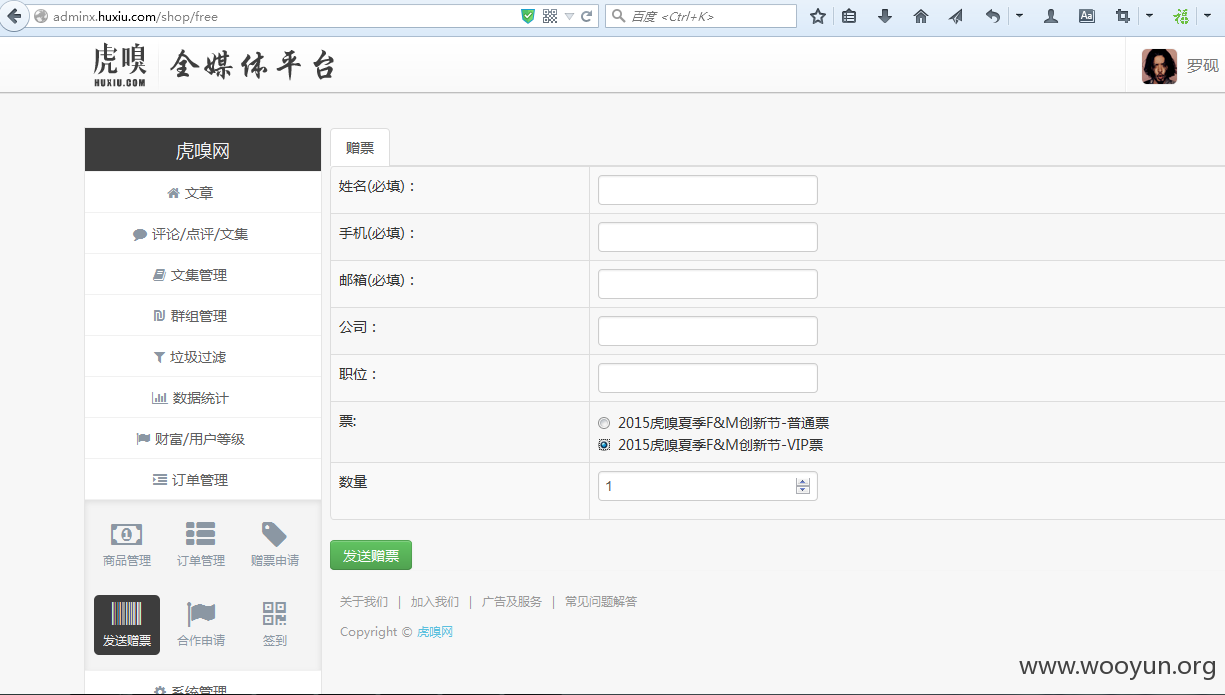 adminx.huxiu.com/shop/free
百度 <Ctrl+K>
Aa
福
虎嗅
HUXIU.COM
全媒体平台
罗砚
虎嗅网
文章
评论/点评/文集
文集管理
群组管理
垃圾过滤
数据统计
财富/用户等级
订单管理
商品管理
订单管理
赠票申请
发送赠票
合作申请
签到
系统管理
赠票
姓名(必填)：
手机(必填)：
邮箱(必填)：
公司：
职位：
票:
2015虎嗅夏季F&M创新节-普通票
2015虎嗅夏季F&M创新节-VIP票
数量
1
发送赠票
关于我们 | 加入我们 | 广告及服务 | 常见问题解答
Copyright © 虎嗅网
www.wooyun.org